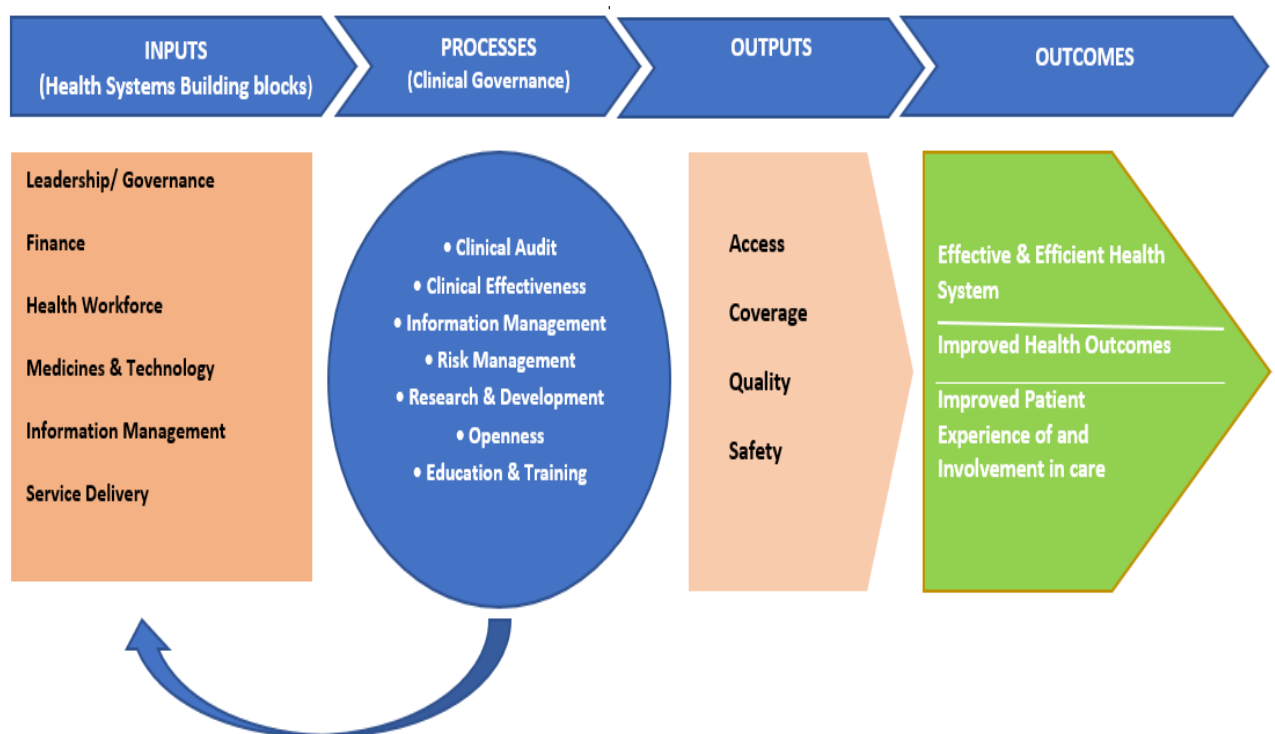 INPUTS
(Health Systems Building blocks)
PROCESSES
(Clinical Governance)
OUTPUTS
OUTCOMES
Leadership/ Governance
Finance
Health Workforce
Medicines & Technology
Information Management
Service Delivery
• Clinical Audit
• Clinical Effectiveness
• Information Management
• Risk Management
• Research & Development
• Openness
• Education & Training
Access
Coverage
Quality
Safety
Effective & Efficient Health
System
Improved Health Outcomes
Improved Patient
Experience of and
Involvement in care